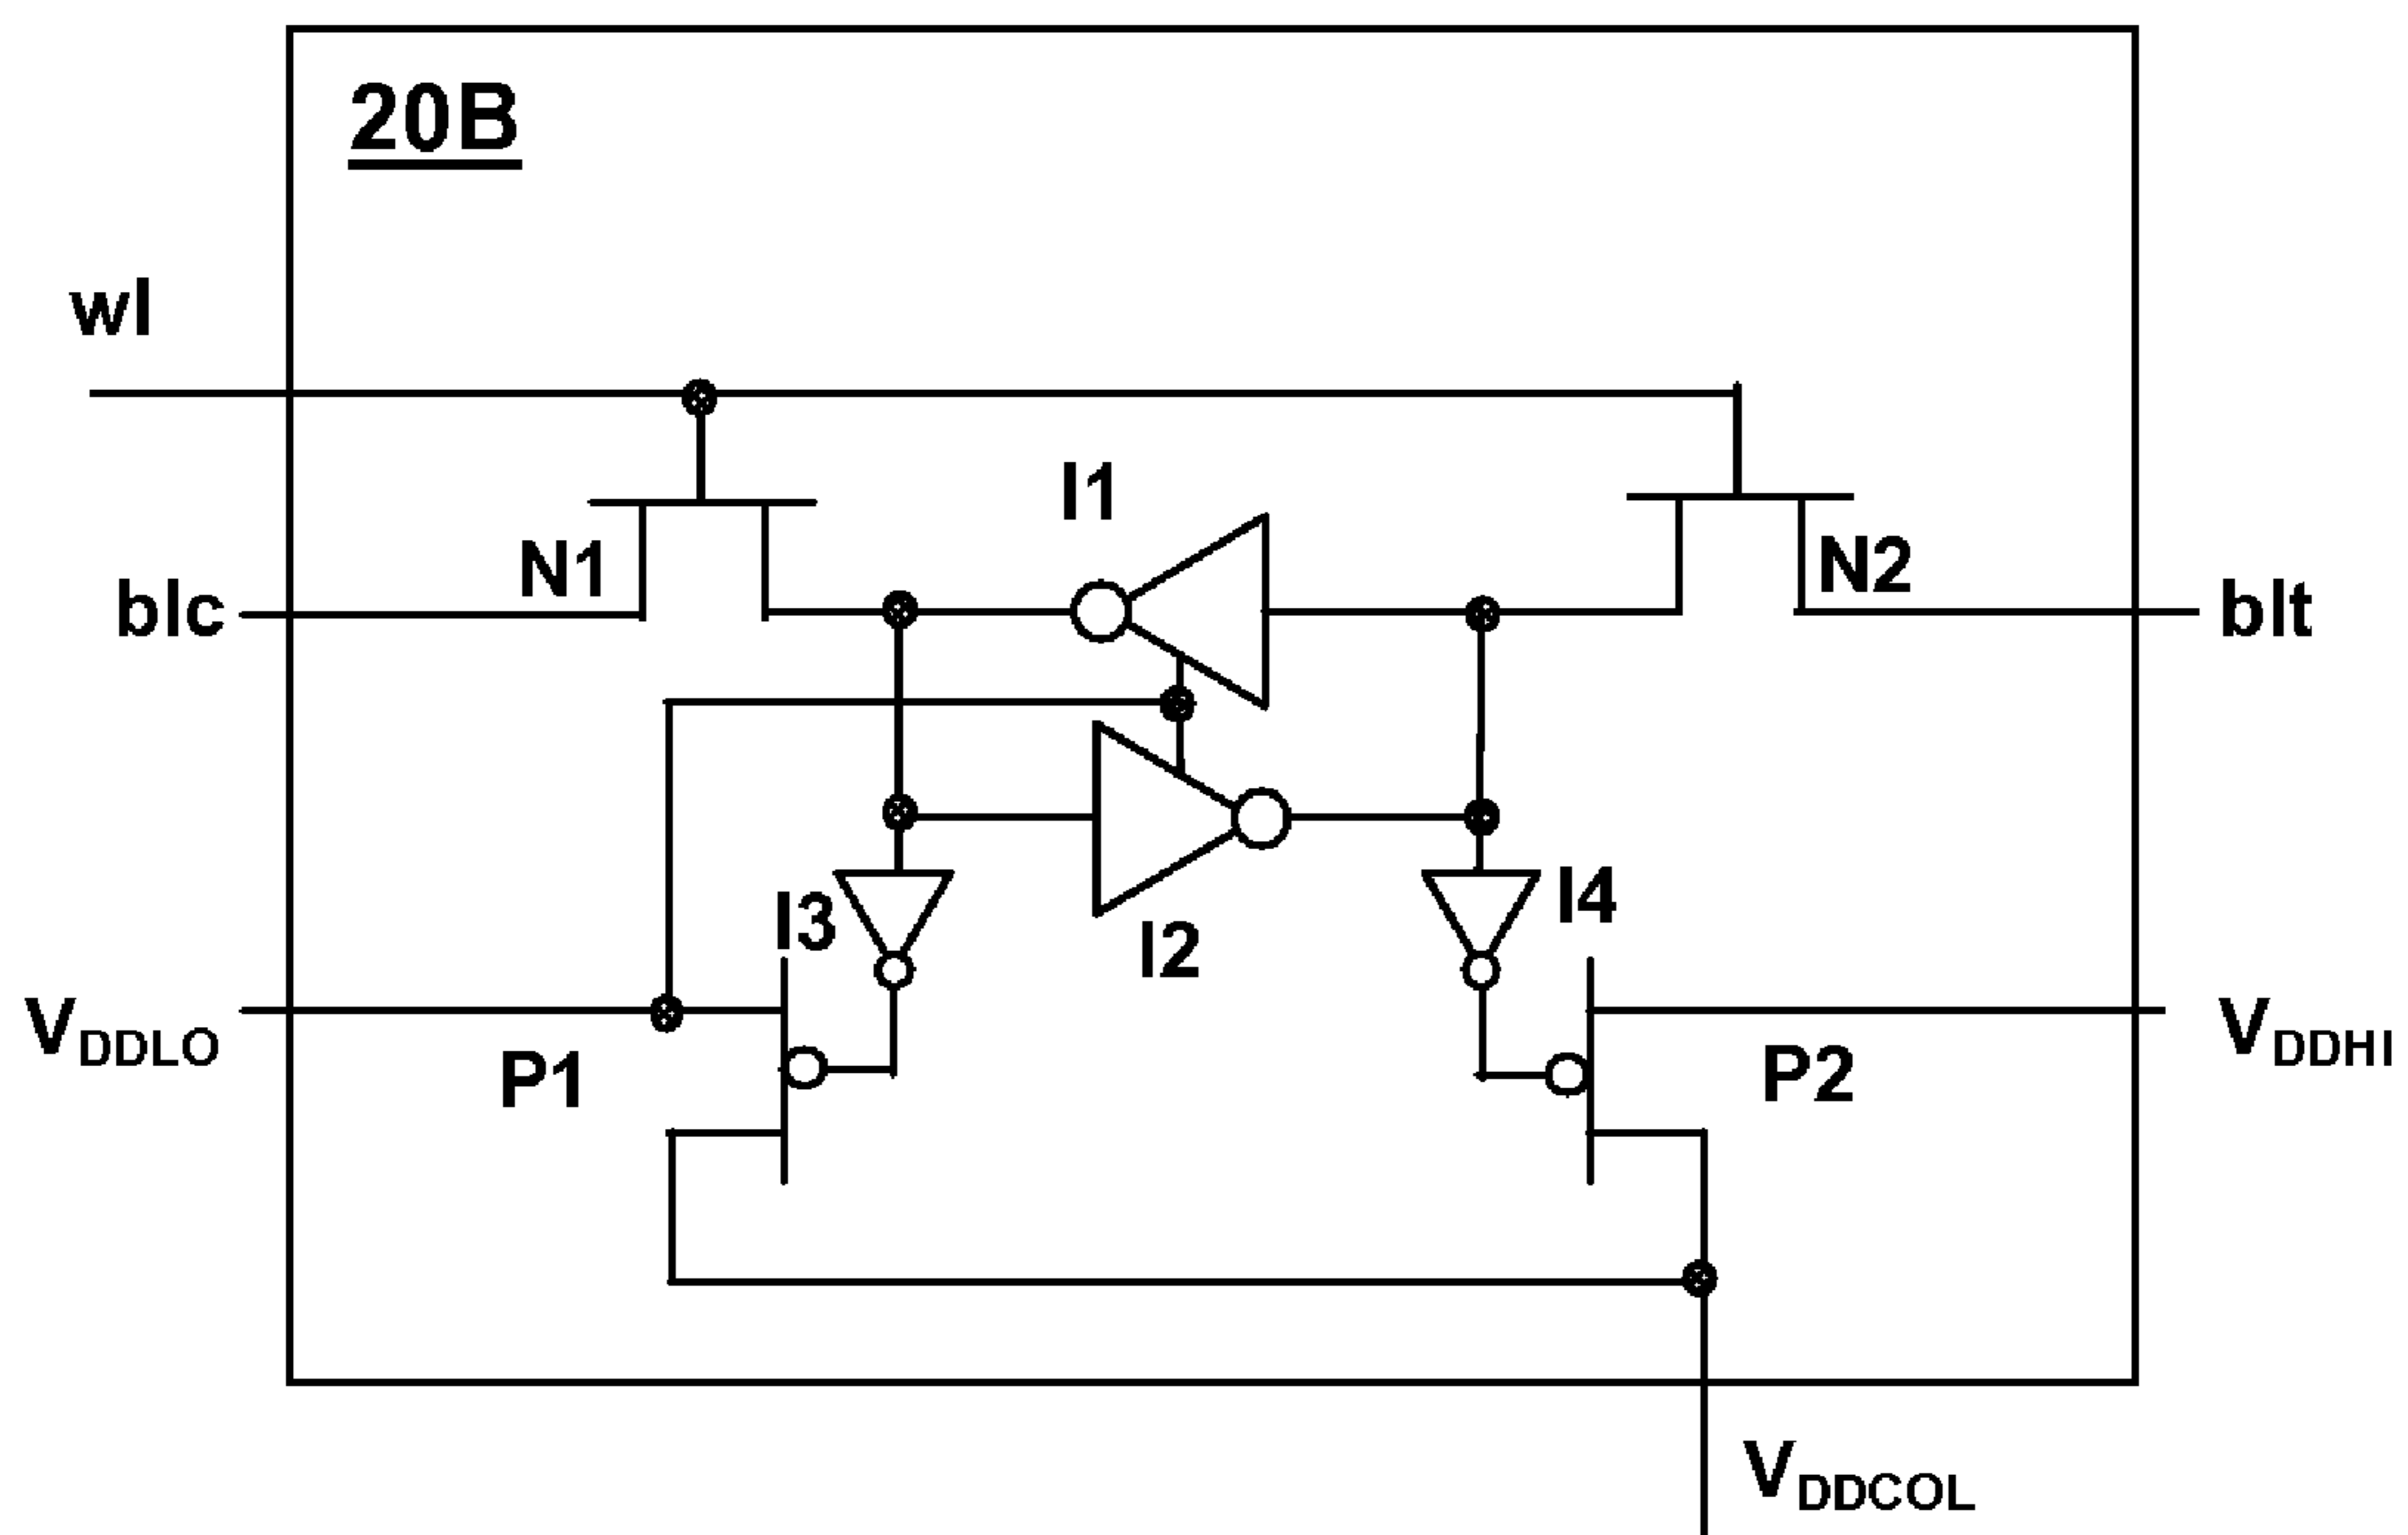 20B
wl
I1
N1
N2
blc
blt
I3
I4
I2
VDDLO
VDDHI
P1
P2
VDDCOL